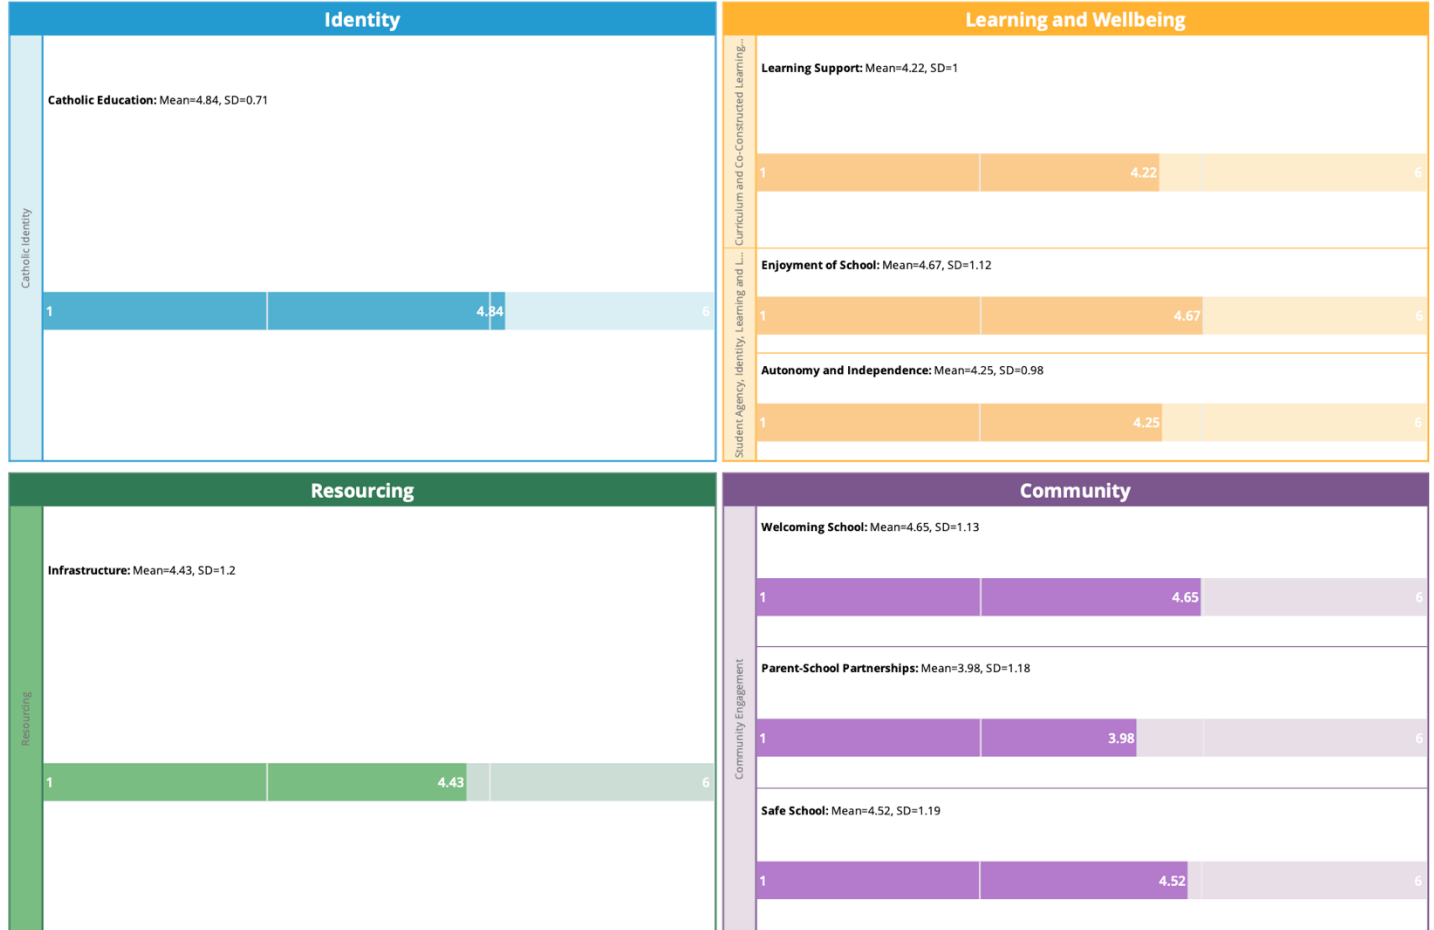 Identity
Catholic Identity
Catholic Education: Mean=4.84, SD=0.71
1 4.84 6
Learning and Wellbeing
Curriculum and Co-Constructed Learning...
Learning Support: Mean=4.22, SD=1
1 4.22 6
Student Agency, Identity, Learning and L...
Enjoyment of School: Mean=4.67, SD=1.12
1 4.67 6
Autonomy and Independence: Mean=4.25, SD=0.98
1 4.25 6
Resourcing
Resourcing
Infrastructure: Mean=4.43, SD=1.2
1 4.43 6
Community
Community Engagement
Welcoming School: Mean=4.65, SD=1.13
1 4.65 6
Parent-School Partnerships: Mean=3.98, SD=1.18
1 3.98 6
Safe School: Mean=4.52, SD=1.19
1 4.52 6